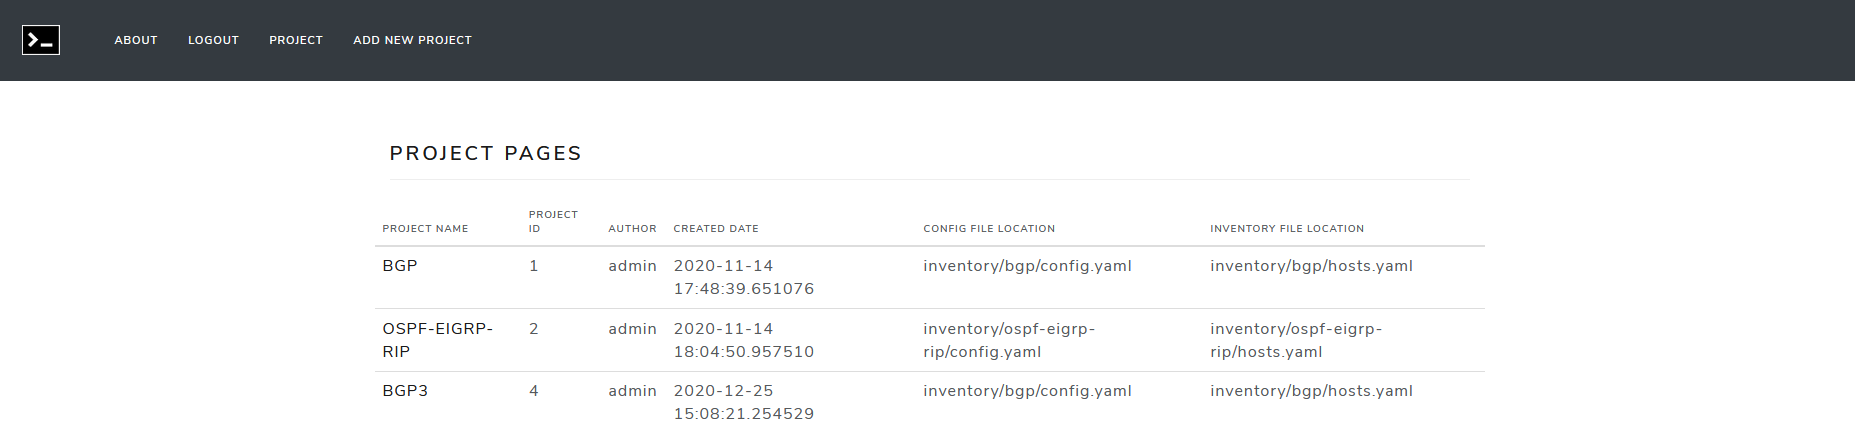 ABOUT LOGOUT PROJECT ADD NEW PROJECT
PROJECT PAGES
PROJECT NAME PROJECT ID AUTHOR CREATED DATE CONFIG FILE LOCATION INVENTORY FILE LOCATION
BGP 1 admin 2020-11-14 inventory/bgp/config.yaml inventory/bgp/hosts.yaml
17:48:39.651076
OSPF-EIGRP- 2 admin 2020-11-14 inventory/ospf-eigrp- inventory/ospf-eigrp-
RIP 18:04:50.957510 rip/config.yaml rip/hosts.yaml
BGP3 4 admin 2020-12-25 inventory/bgp/config.yaml inventory/bgp/hosts.yaml
15:08:21.254529